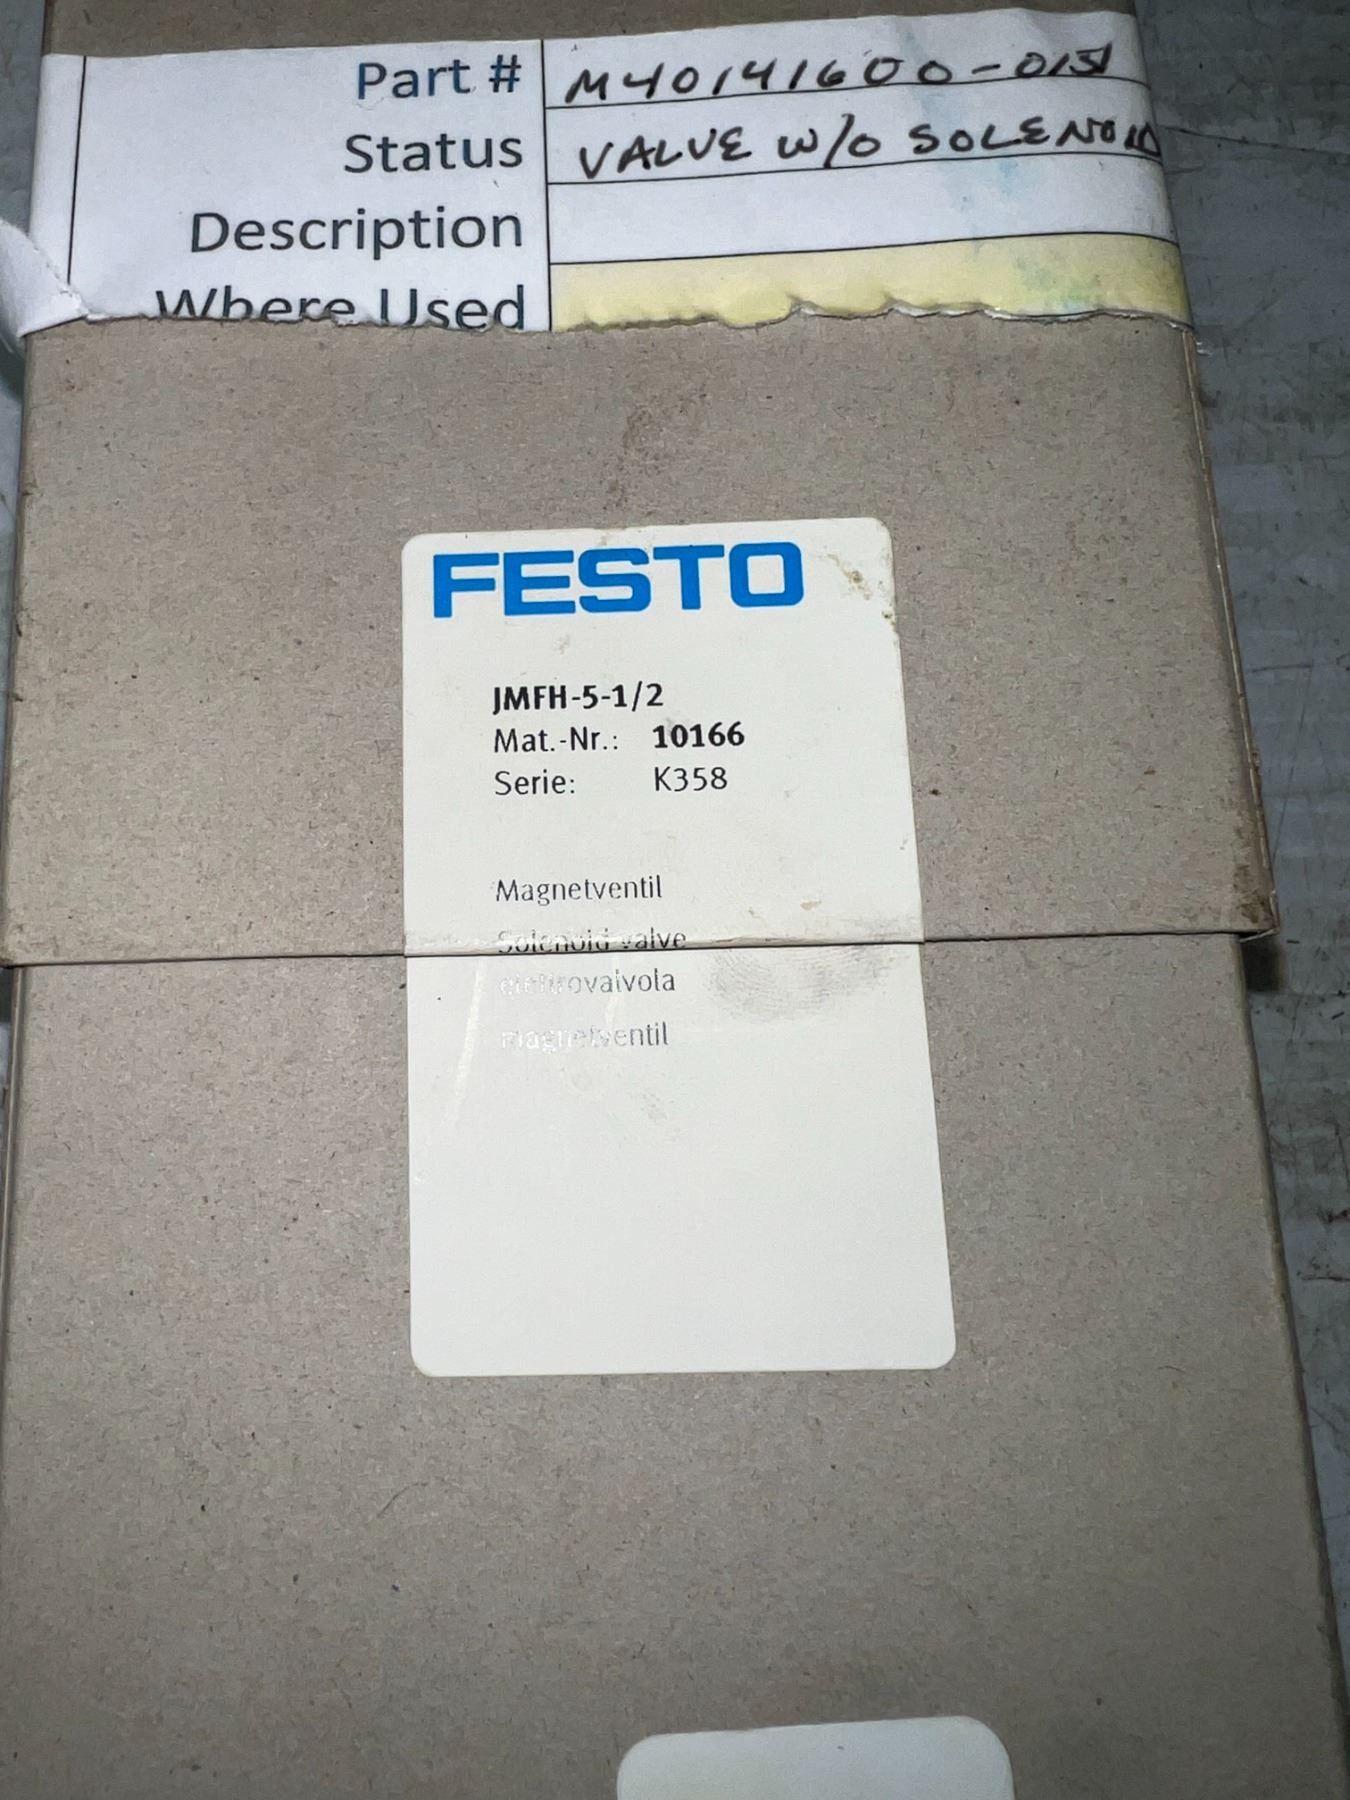 Part # M40141600-015
Status VALVE W/O SOLENOID
Description
Where Used
FESTO
JMFH-5-1/2
Mat.-Nr.: 10166
Serie: K358
Magnetventil
Solenoid valve
elettrovalvola
magnetventil